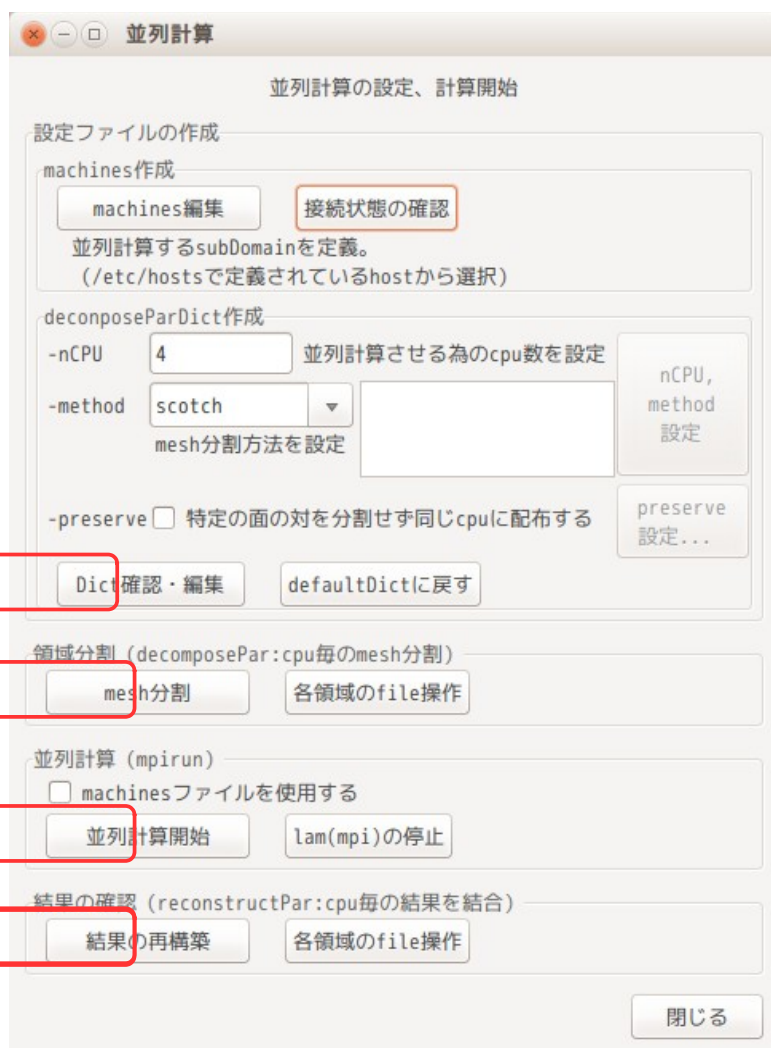 並列計算
並列計算の設定、計算開始
設定ファイルの作成
machines作成
machines編集 接続状態の確認
並列計算するsubDomainを定義。
(/etc/hostsで定義されているhostから選択)
deconposeParDict作成
-nCPU 4 並列計算させる為のcpu数を設定
-method scotch
mesh分割方法を設定
nCPU,
method
設定
-preserve 特定の面の対を分割せず同じcpuに配布する
preserve
設定...
Dict確認・編集 defaultDictに戻す
領域分割 (decomposePar:cpu毎のmesh分割)
mesh分割 各領域のfile操作
並列計算 (mpirun)
machinesファイルを使用する
並列計算開始 lam(mpi)の停止
結果の確認 (reconstructPar:cpu毎の結果を結合)
結果の再構築 各領域のfile操作
閉じる